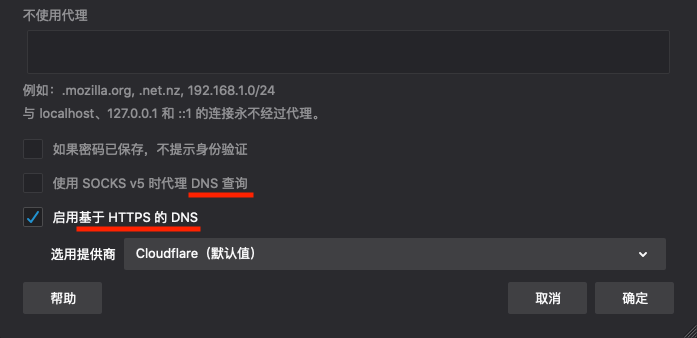 不使用代理
例如：.mozilla.org, .net.nz, 192.168.1.0/24
与 localhost、127.0.0.1 和 ::1 的连接永不经过代理。
如果密码已保存，不提示身份验证
使用 SOCKS v5 时代理 DNS 查询
启用基于 HTTPS 的 DNS
选用提供商 Cloudflare（默认值）
帮助 取消 确定